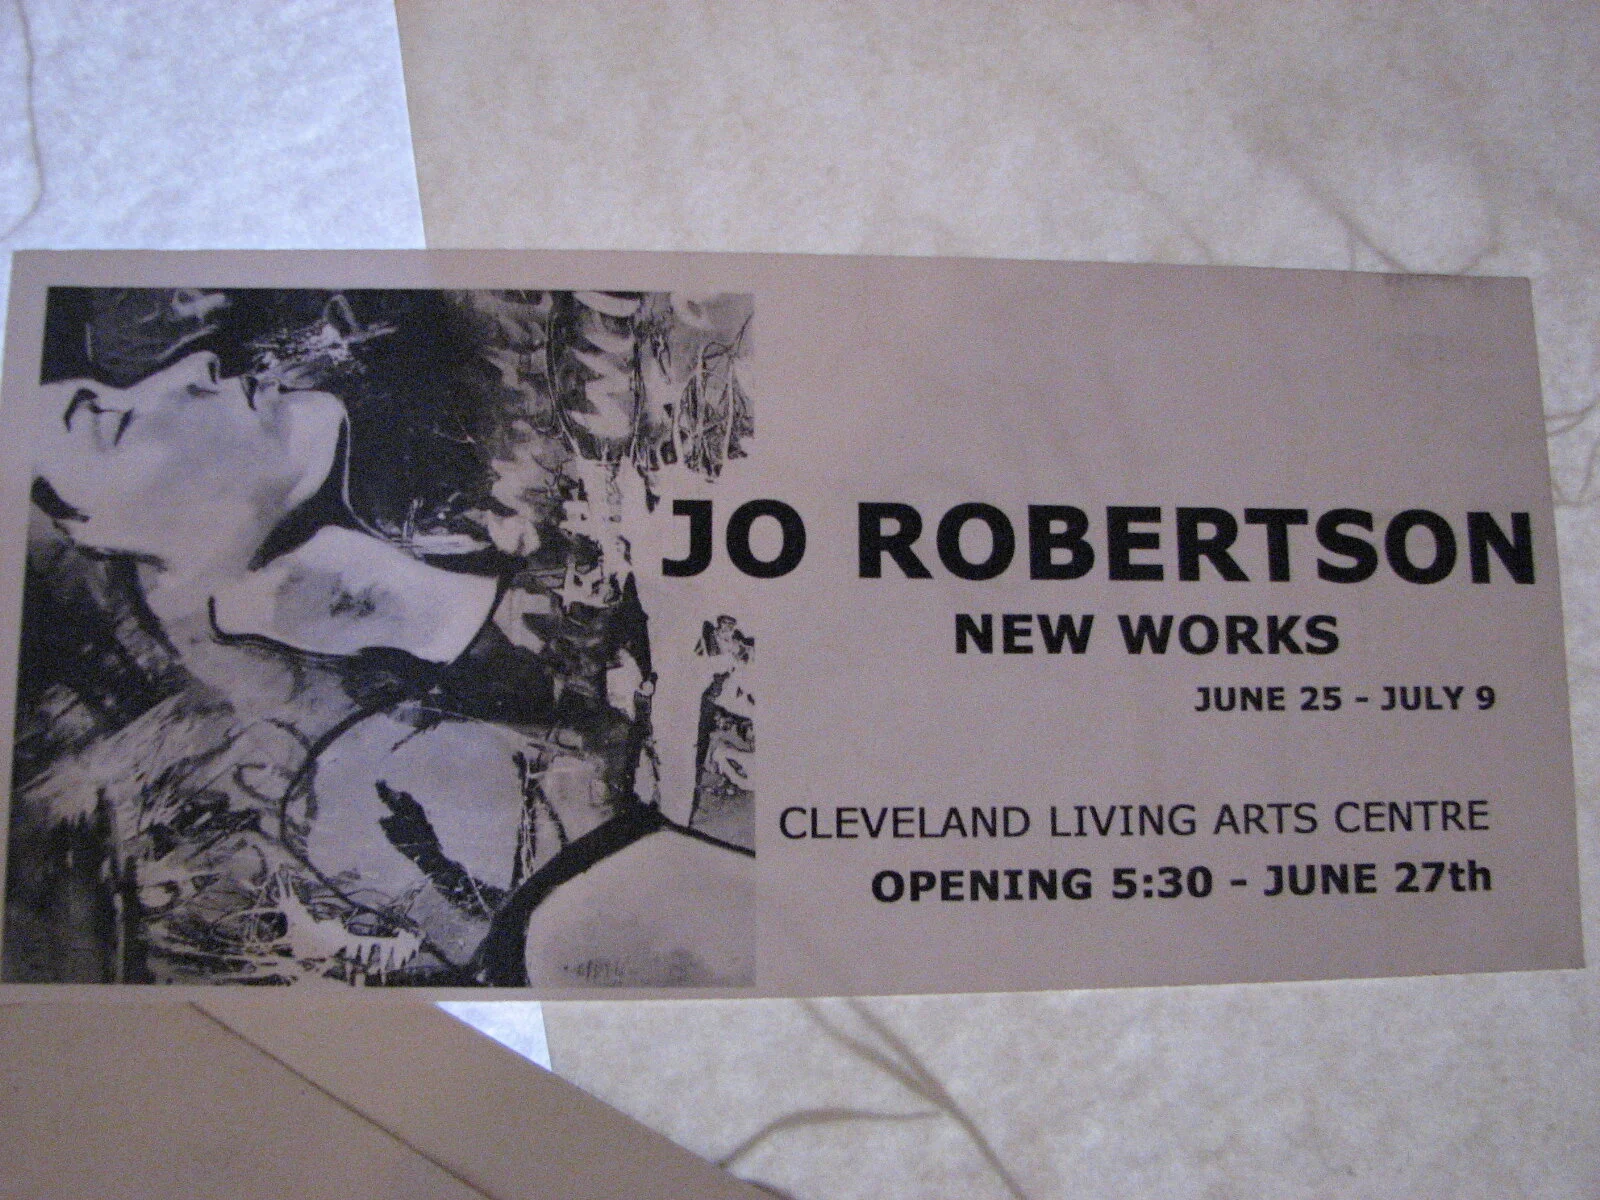 JO ROBERTSON
NEW WORKS
JUNE 25 - JULY 9
CLEVELAND LIVING ARTS CENTRE
OPENING 5:30 - JUNE 27th